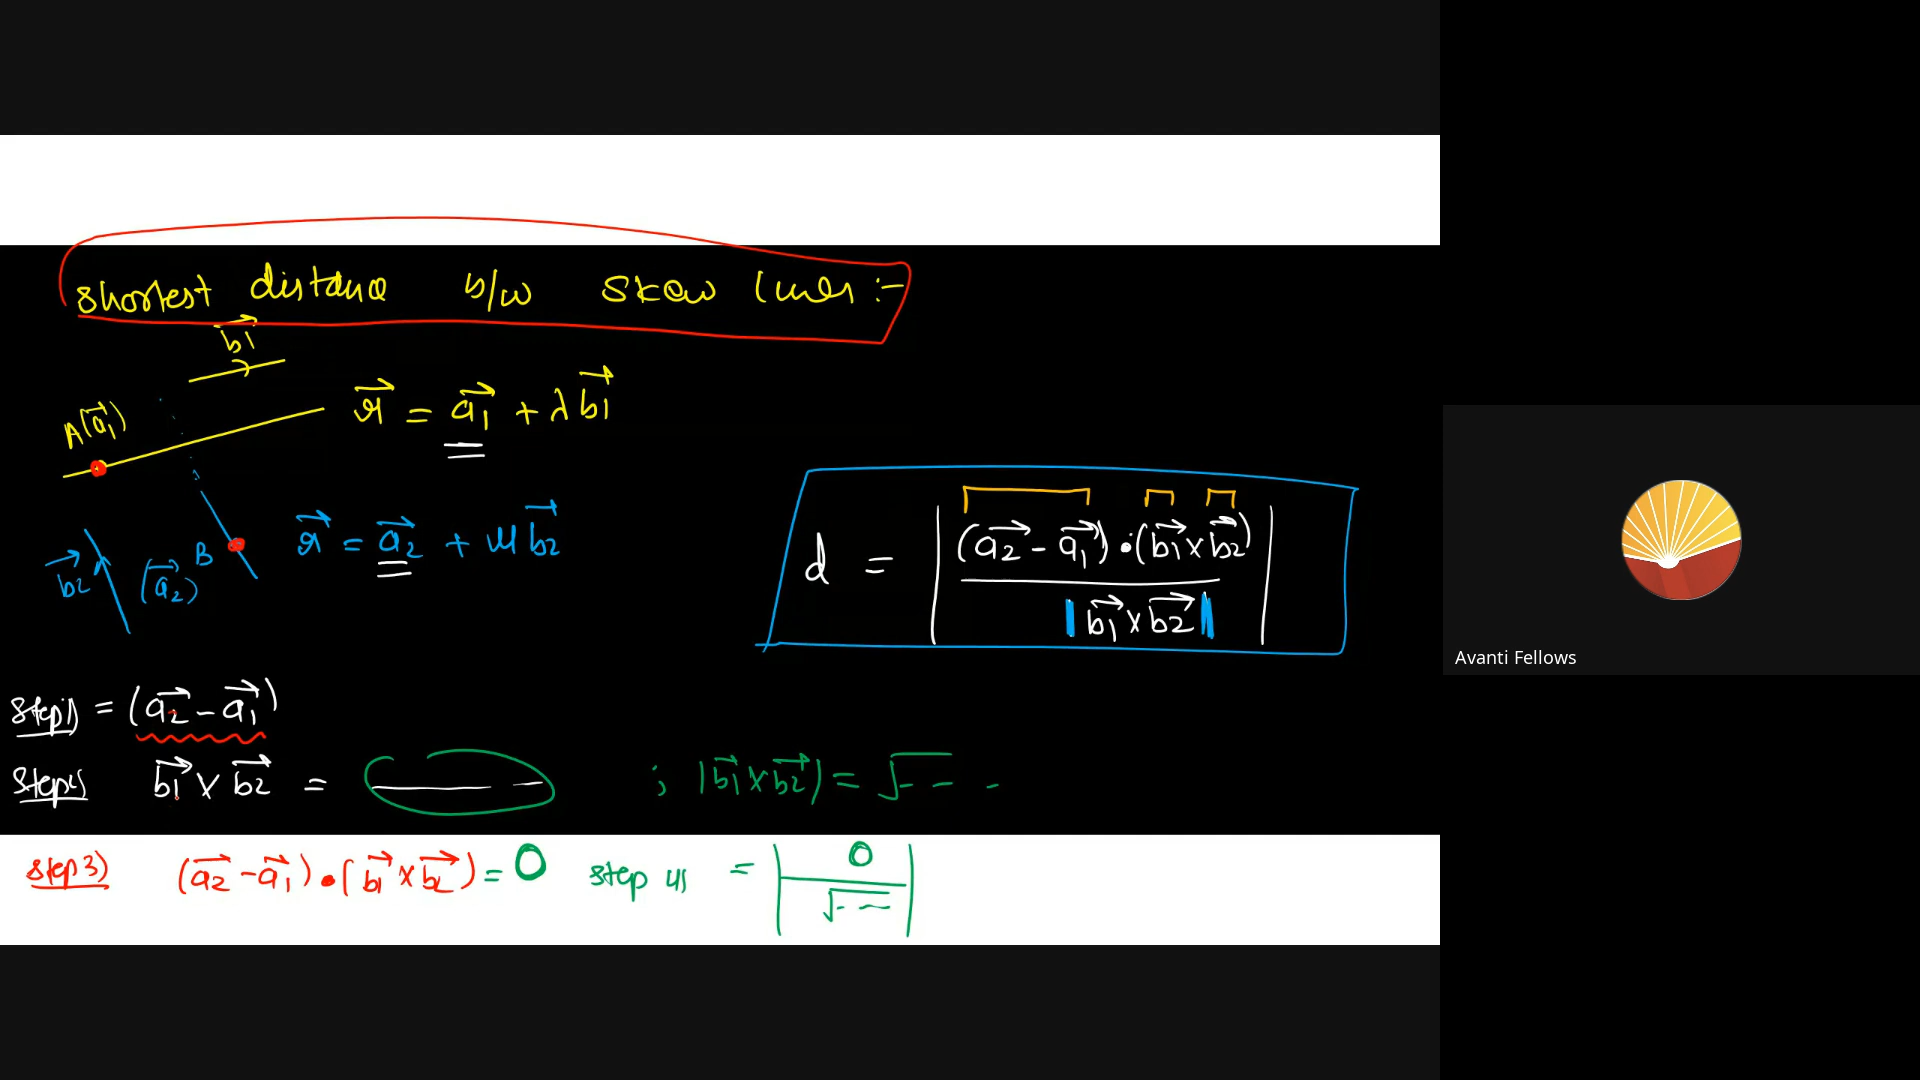 Shortest distance b/w skew lines :-
b1
A(a1)
r = a1 + λ b1
r = a2 + μ b2
B
(a2)
b2
d = | (a2 - a1) • (b1 × b2) / |b1 × b2| |
Step 1) = (a2 - a1)
Step 2) b1 × b2 = ; |b1 × b2| = √- - -
Step 3) (a2 - a1) • (b1 × b2) = 0 step 4) = | 0 / √- - |
Avanti Fellows